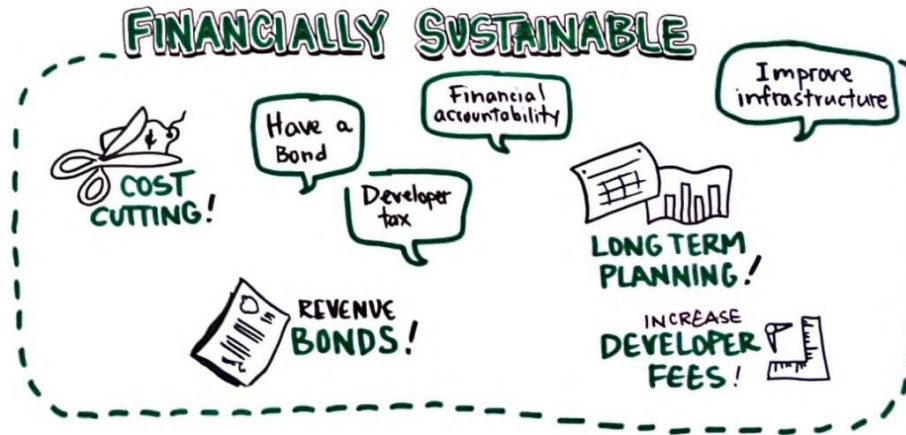 FINANCIALLY SUSTAINABLE
COST
CUTTING!
Have a
Bond
Financial
accountability
Improve
infrastructure
Developer
tax
LONG TERM
PLANNING!
REVENUE
BONDS!
INCREASE
DEVELOPER
FEES!